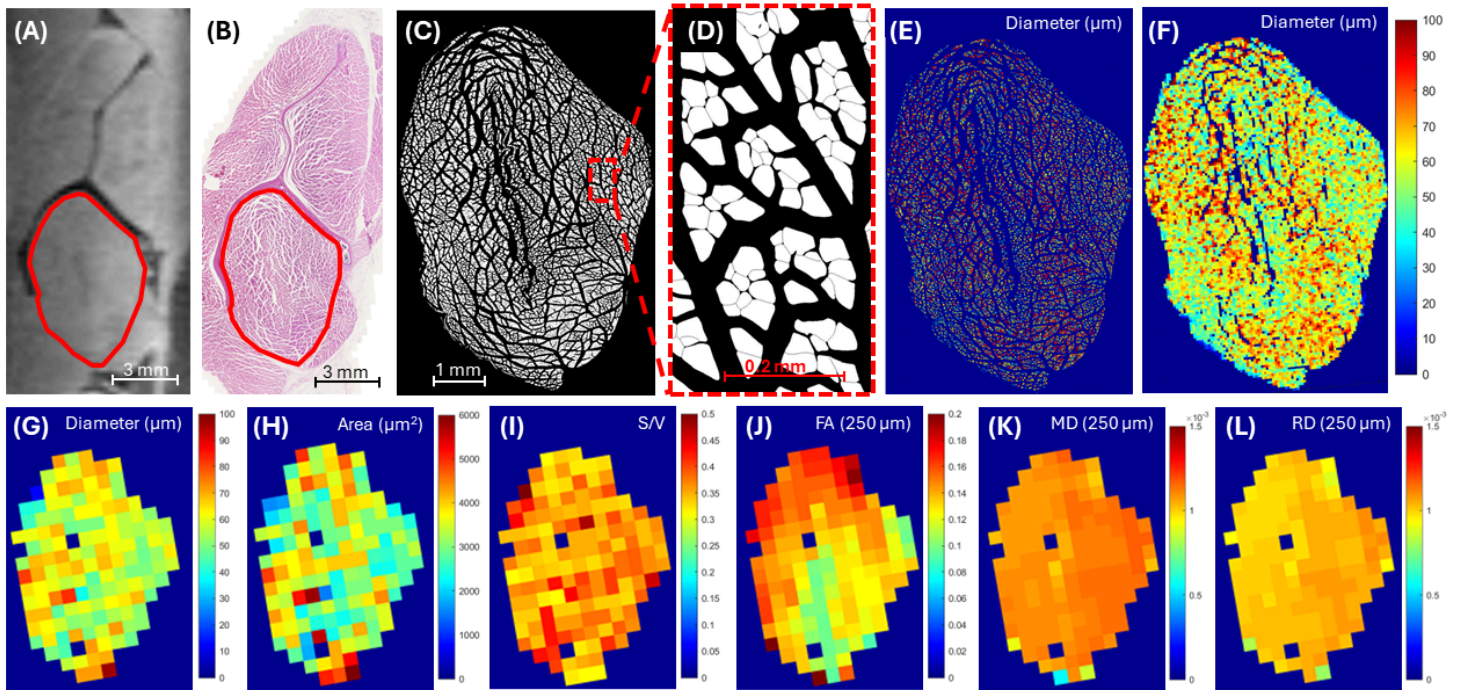 (A)
(B)
(C)
(D)
(E)
(F)
Diameter (µm)
Diameter (µm)
100
90
80
70
60
50
40
30
20
10
0
3 mm
3 mm
1 mm
0.2 mm
(G)
Diameter (µm)
100
90
80
70
60
50
40
30
20
10
0
(H)
Area (µm²)
6000
5000
4000
3000
2000
1000
0
(I)
S/V
0.5
0.45
0.4
0.35
0.3
0.25
0.2
0.15
0.1
0.05
0
(J)
FA (250 µm)
0.2
0.18
0.16
0.14
0.12
0.1
0.08
0.06
0.04
0.02
0
(K)
MD (250 µm)
×10⁻³
1.5
1
0.5
0
(L)
RD (250 µm)
×10⁻³
1.5
1
0.5
0